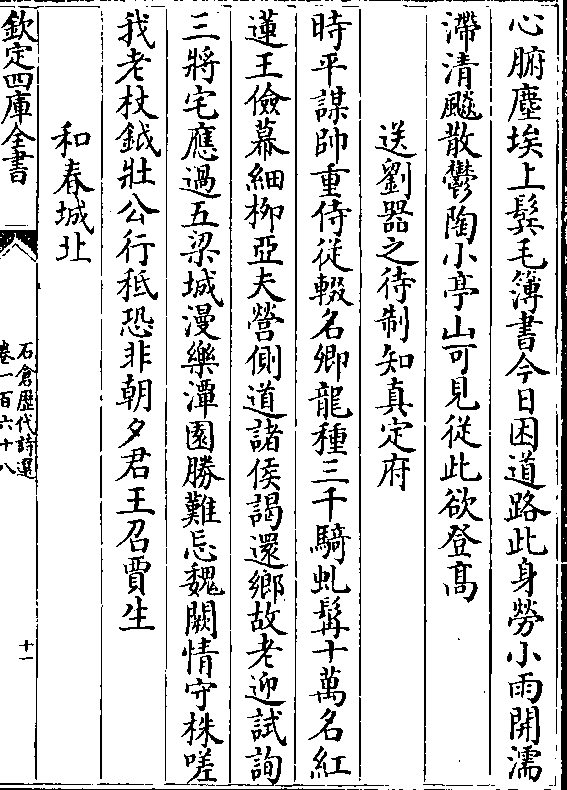 心腑塵埃上鬂毛簿書今日困道路此身勞小雨開濡
滯清飈散鬱陶小亭山可見從此欲登髙
送劉器之待制知真定府
時平謀帥重侍從輟名卿龍種三千騎虬髯十萬名紅
蓮王儉幕細栁亞夫營側道諸侯謁還鄉故老迎試詢
三將宅應過五梁城漫樂潭園勝難忘魏闕情守株嗟
我老杖鉞壯公行秪恐非朝夕君王召賈生
和春城北
欽定四庫全書
石倉歴代詩選
卷一百六十八
十一